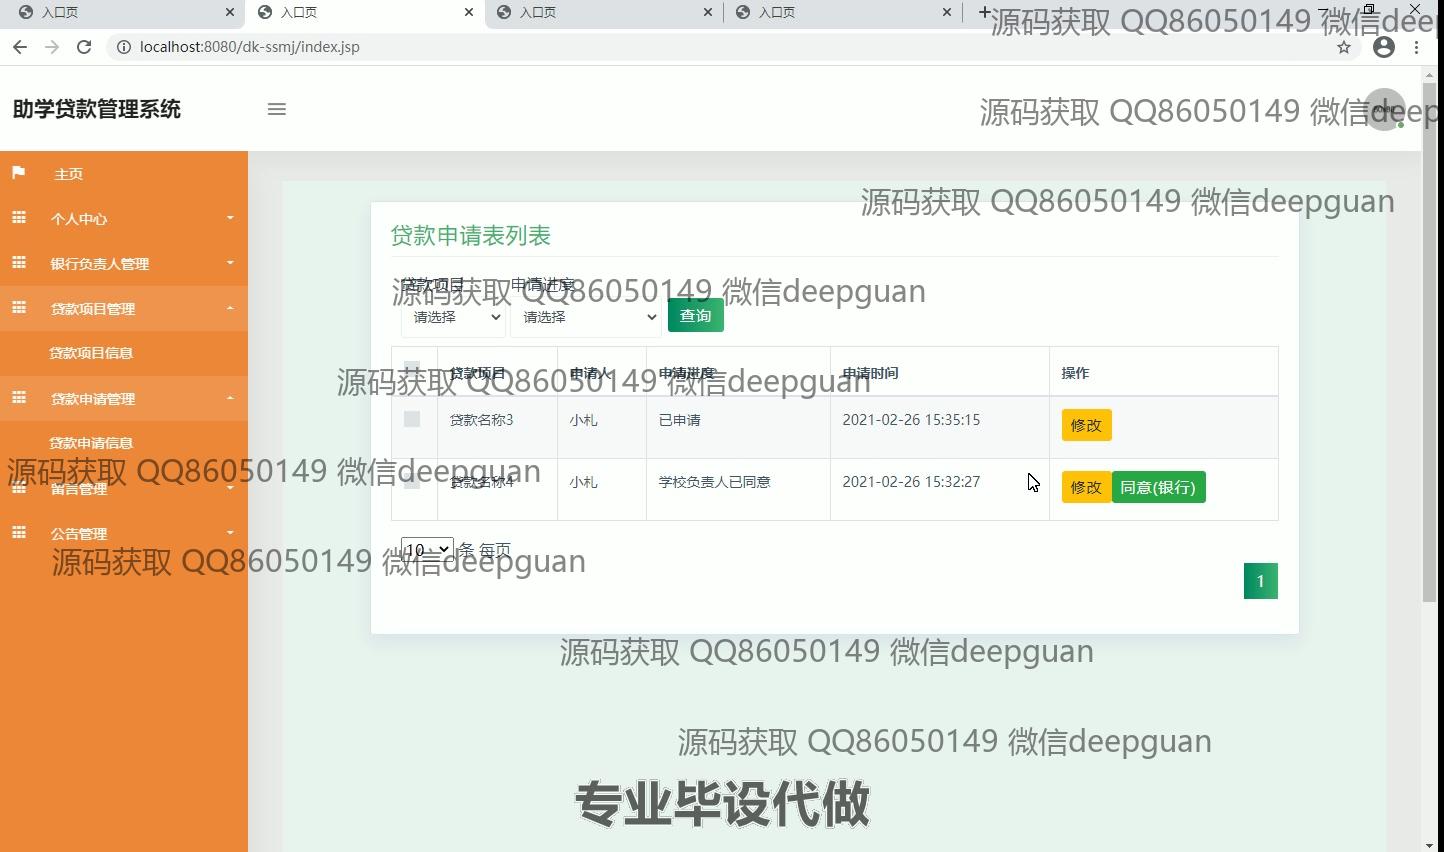 入口页
入口页
入口页
入口页
源码获取 QQ86050149 微信deep
localhost:8080/dk-ssmj/index.jsp
助学贷款管理系统
源码获取 QQ86050149 微信deep
主页
个人中心
源码获取 QQ86050149 微信deepguan
贷款申请表列表
银行负责人管理
贷款项目 申请进度
源码获取 QQ86050149 微信deepguan
贷款项目管理
请选择 请选择 查询
贷款项目信息
贷款项目 申请人 申请进度 申请时间 操作
源码获取 QQ86050149 微信deepguan
贷款申请管理
贷款名称3 小札 已申请 2021-02-26 15:35:15 修改
贷款申请信息
源码获取 QQ86050149 微信deepguan
贷款名称4 小札 学校负责人已同意 2021-02-26 15:32:27 修改 同意(银行)
留言管理
公告管理
10 条 每页
源码获取 QQ86050149 微信deepguan
1
源码获取 QQ86050149 微信deepguan
源码获取 QQ86050149 微信deepguan
专业毕设代做